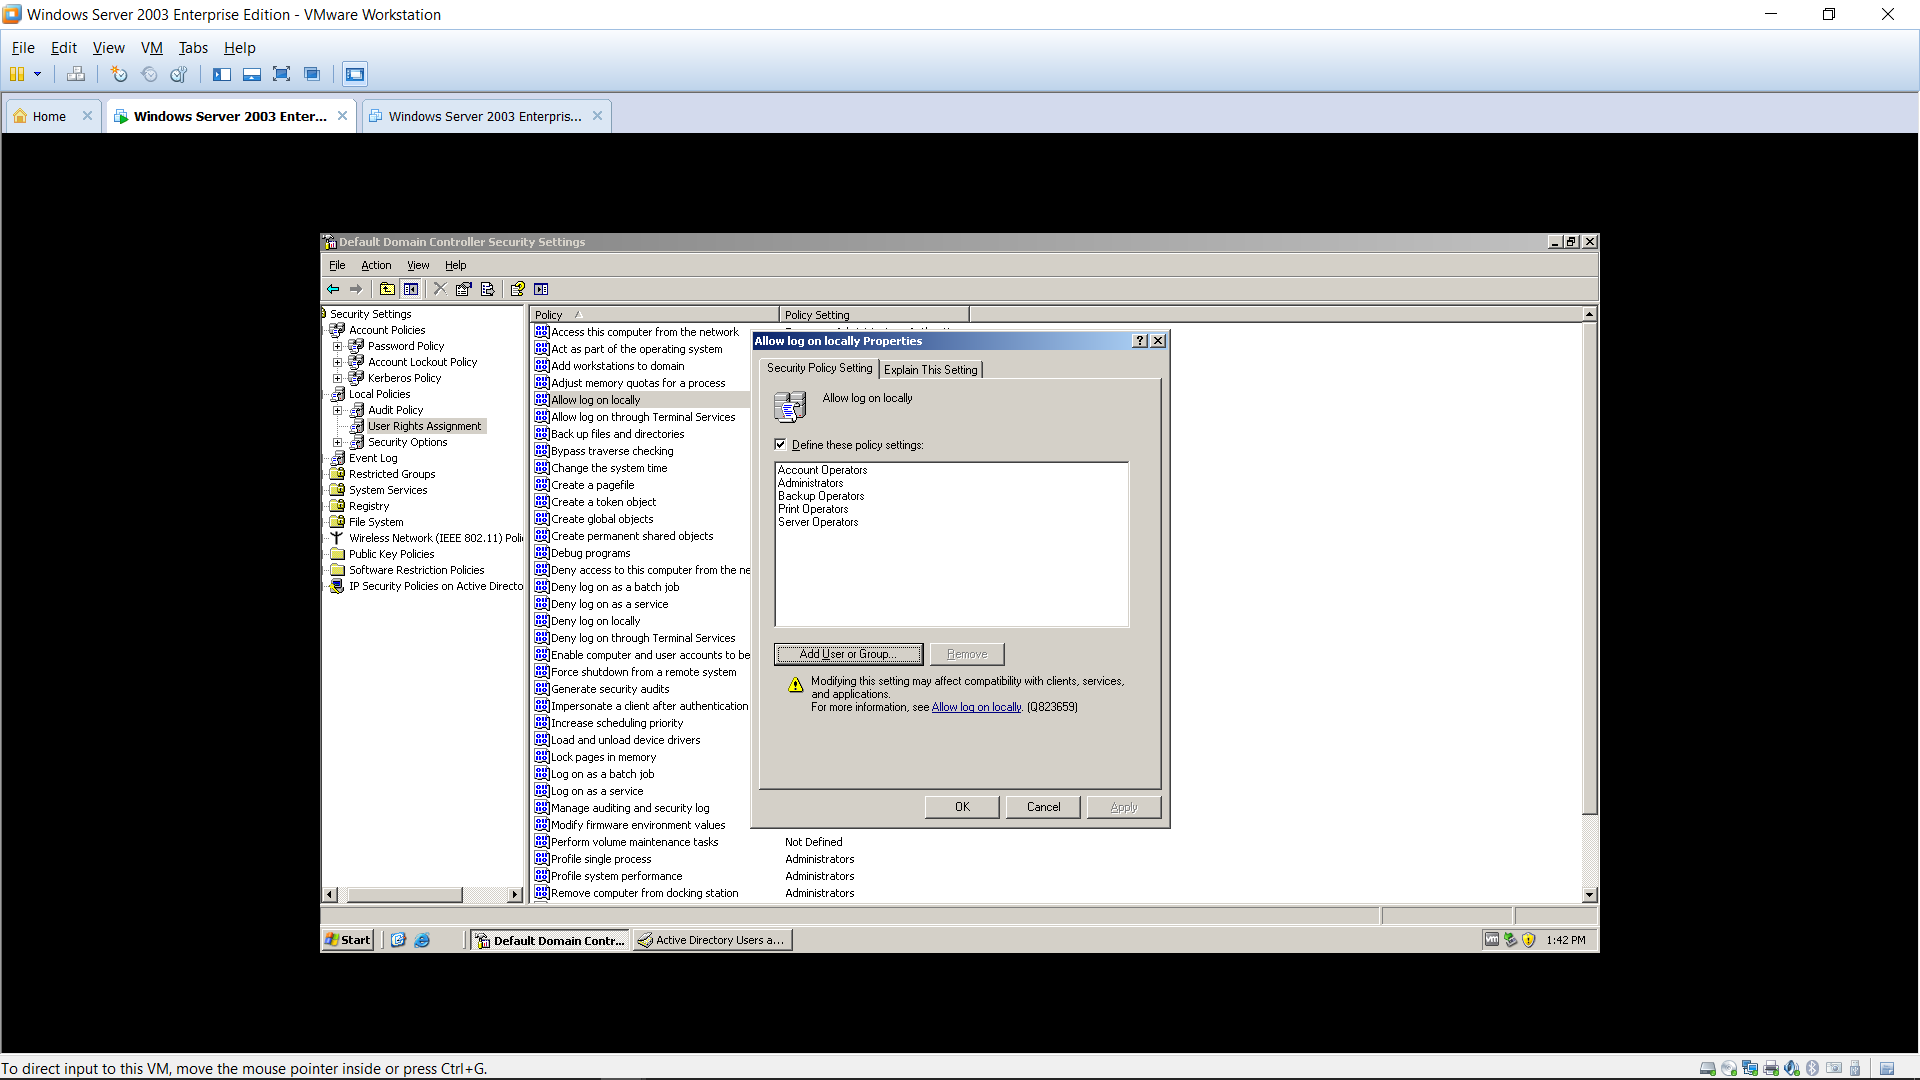 Windows Server 2003 Enterprise Edition - VMware Workstation
File Edit View VM Tabs Help
Home
Windows Server 2003 Enter...
Windows Server 2003 Enterpris...
Default Domain Controller Security Settings
File Action View Help
Security Settings
Account Policies
Password Policy
Account Lockout Policy
Kerberos Policy
Local Policies
Audit Policy
User Rights Assignment
Security Options
Event Log
Restricted Groups
System Services
Registry
File System
Wireless Network (IEEE 802.11) Poli
Public Key Policies
Software Restriction Policies
IP Security Policies on Active Directo
Policy Policy Setting
Access this computer from the network
Act as part of the operating system
Add workstations to domain
Adjust memory quotas for a process
Allow log on locally
Allow log on through Terminal Services
Back up files and directories
Bypass traverse checking
Change the system time
Create a pagefile
Create a token object
Create global objects
Create permanent shared objects
Debug programs
Deny access to this computer from the ne
Deny log on as a batch job
Deny log on as a service
Deny log on locally
Deny log on through Terminal Services
Enable computer and user accounts to be
Force shutdown from a remote system
Generate security audits
Impersonate a client after authentication
Increase scheduling priority
Load and unload device drivers
Lock pages in memory
Log on as a batch job
Log on as a service
Manage auditing and security log
Modify firmware environment values
Perform volume maintenance tasks Not Defined
Profile single process Administrators
Profile system performance Administrators
Remove computer from docking station Administrators
Allow log on locally Properties
Security Policy Setting Explain This Setting
Allow log on locally
Define these policy settings:
Account Operators
Administrators
Backup Operators
Print Operators
Server Operators
Add User or Group... Remove
Modifying this setting may affect compatibility with clients, services,
and applications.
For more information, see Allow log on locally. (Q823659)
OK Cancel Apply
Start
Default Domain Contr...
Active Directory Users a...
1:42 PM
To direct input to this VM, move the mouse pointer inside or press Ctrl+G.